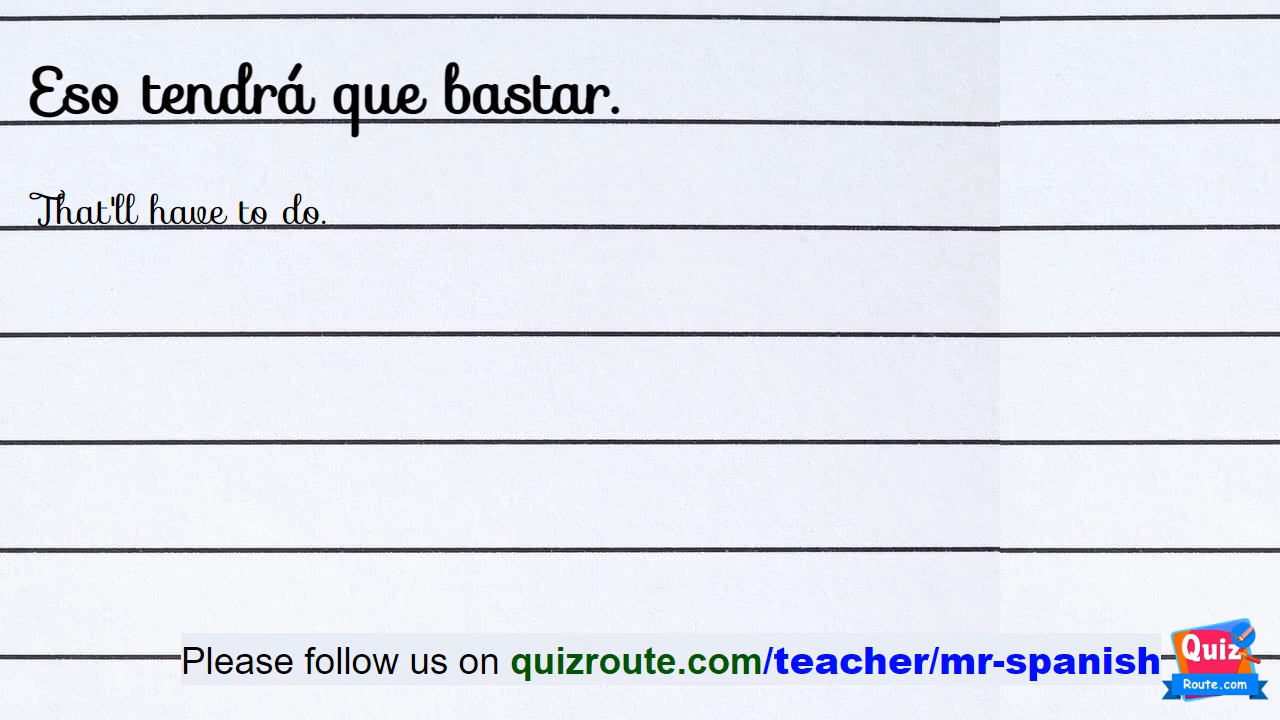 Eso tendrá que bastar.
That'll have to do.
Please follow us on quizroute.com/teacher/mr-spanish
Quiz
Route.com